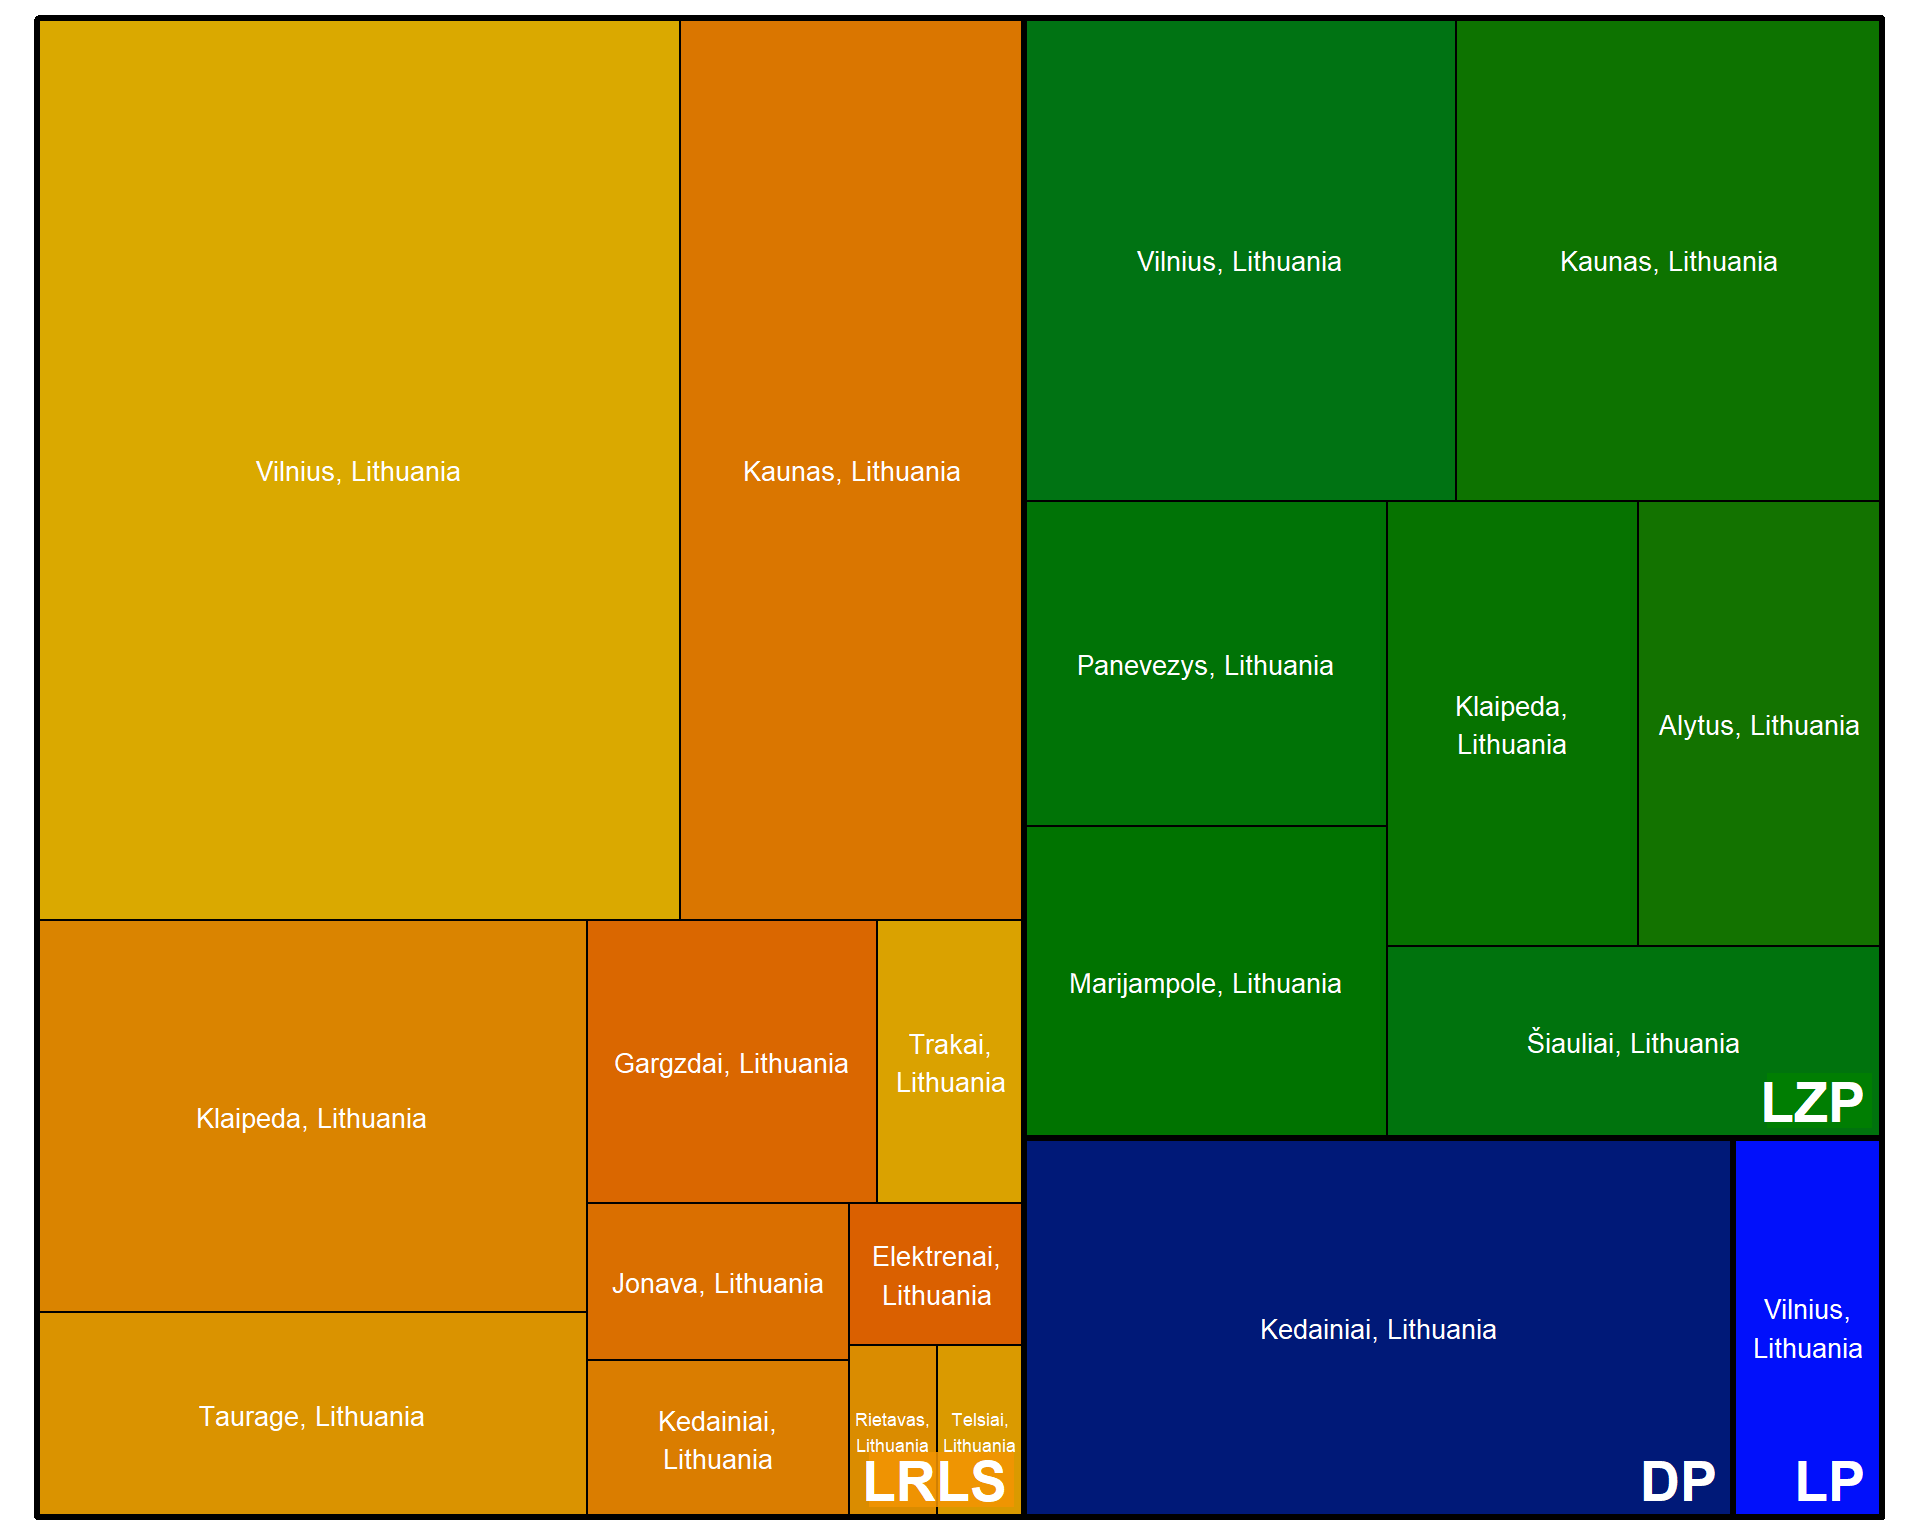 Vilnius, Lithuania
Kaunas, Lithuania
Klaipeda, Lithuania
Taurage, Lithuania
Gargzdai, Lithuania
Trakai,
Lithuania
Jonava, Lithuania
Elektrenai,
Lithuania
Kedainiai,
Lithuania
Rietavas,
Lithuania
Telsiai,
Lithuania
LRLS
Vilnius, Lithuania
Kaunas, Lithuania
Panevezys, Lithuania
Klaipeda,
Lithuania
Alytus, Lithuania
Marijampole, Lithuania
Šiauliai, Lithuania
LZP
Kedainiai, Lithuania
DP
Vilnius,
Lithuania
LP